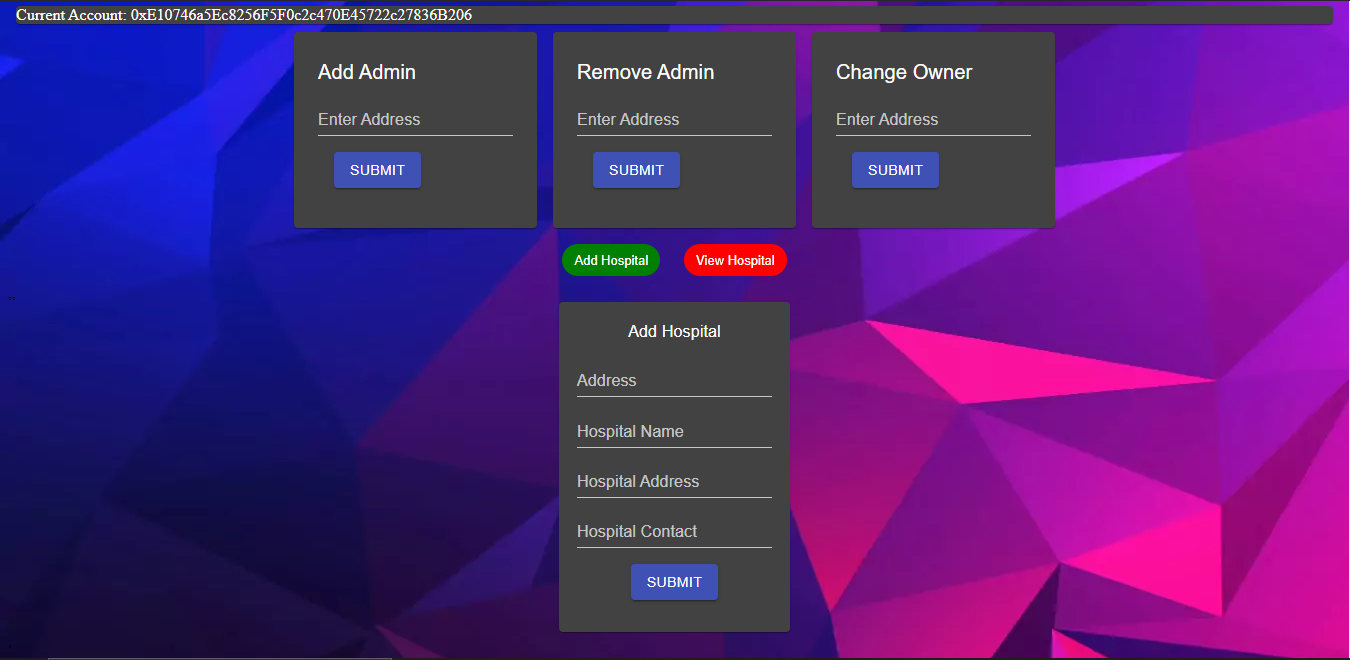 Current Account: 0xE10746a5Ec8256F5F0c2c470E45722c27836B206
Add Admin
Enter Address
SUBMIT
Remove Admin
Enter Address
SUBMIT
Change Owner
Enter Address
SUBMIT
Add Hospital
View Hospital
Add Hospital
Address
Hospital Name
Hospital Address
Hospital Contact
SUBMIT